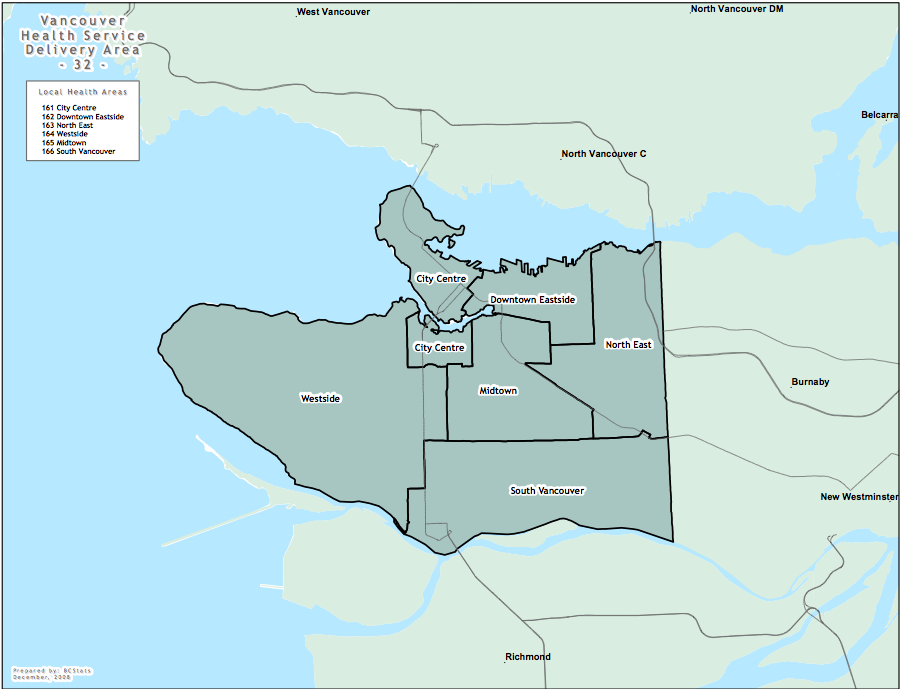 Vancouver
Health Service
Delivery Area
- 32 -
West Vancouver
North Vancouver DM
Local Health Areas
161 City Centre
162 Downtown Eastside
163 North East
164 Westside
165 Midtown
166 South Vancouver
Belcarra
North Vancouver C
City Centre
Downtown Eastside
City Centre
North East
Burnaby
Midtown
Westside
South Vancouver
New Westminster
Richmond
Prepared by: BCStats
December, 2008